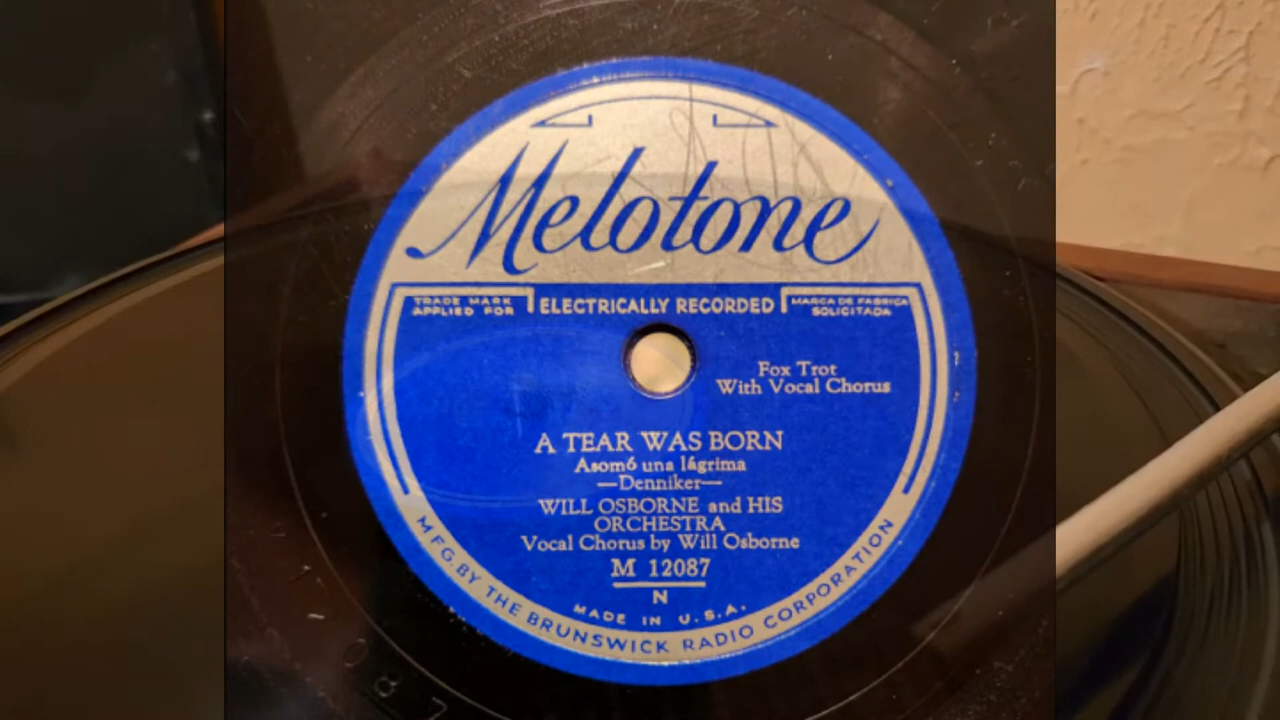 Melotone
TRADE MARK
APPLIED FOR
ELECTRICALLY RECORDED
MARCA DE FABRICA
SOLICITADA
Fox Trot
With Vocal Chorus
A TEAR WAS BORN
Asomó una lágrima
—Denniker—
WILL OSBORNE and HIS
ORCHESTRA
Vocal Chorus by Will Osborne
M 12087
N
MADE IN U.S.A.
MFG. BY THE BRUNSWICK RADIO CORPORATION